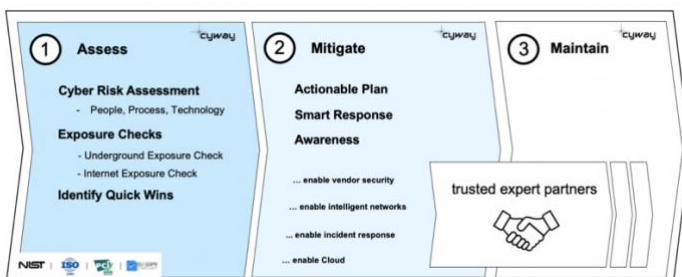 1 Assess cyway
Cyber Risk Assessment
- People, Process, Technology
Exposure Checks
- Underground Exposure Check
- Internet Exposure Check
Identify Quick Wins
NIST | ISO | PCI |
2 Mitigate cyway
Actionable Plan
Smart Response
Awareness
... enable vendor security
... enable intelligent networks
... enable incident response
... enable Cloud
3 Maintain cyway
trusted expert partners